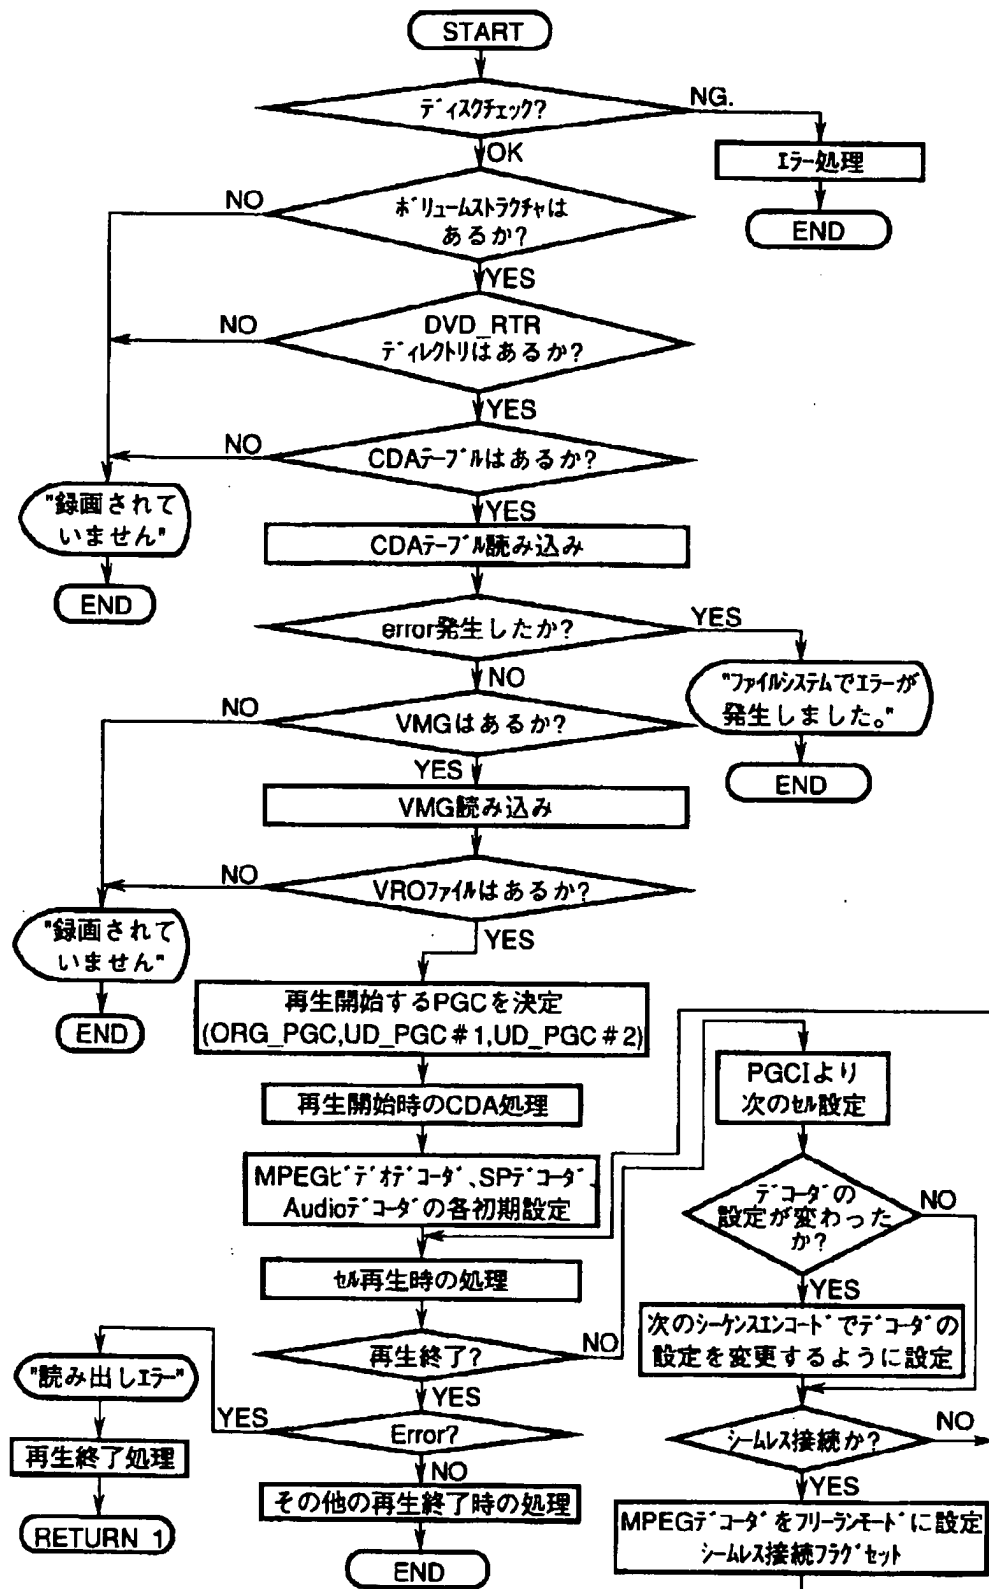 START
ディスクチェック?
NG.
OK
エラー処理
END
NO
ボリュームストラクチャは
あるか?
YES
NO
DVD_RTR
ディレクトリはあるか?
YES
NO
CDAテーブルはあるか?
YES
"録画されて
いません"
END
CDAテーブル読み込み
error発生したか?
YES
NO
"ファイルシステムでエラーが
発生しました。"
END
NO
VMGはあるか?
YES
VMG読み込み
NO
VROファイルはあるか?
YES
"録画されて
いません"
END
再生開始するPGCを決定
(ORG_PGC,UD_PGC#1,UD_PGC#2)
再生開始時のCDA処理
MPEGビデオデコーダ、SPデコーダ、
Audioデコーダの各初期設定
セル再生時の処理
再生終了?
NO
YES
Error?
YES
NO
"読み出しエラー"
再生終了処理
RETURN 1
その他の再生終了時の処理
END
PGCIより
次のセル設定
デコーダの
設定が変わった
か?
NO
YES
次のシーケンスエンコードでデコーダの
設定を変更するように設定
シームレス接続か?
NO
YES
MPEGデコーダをフリーランモードに設定
シームレス接続フラグセット